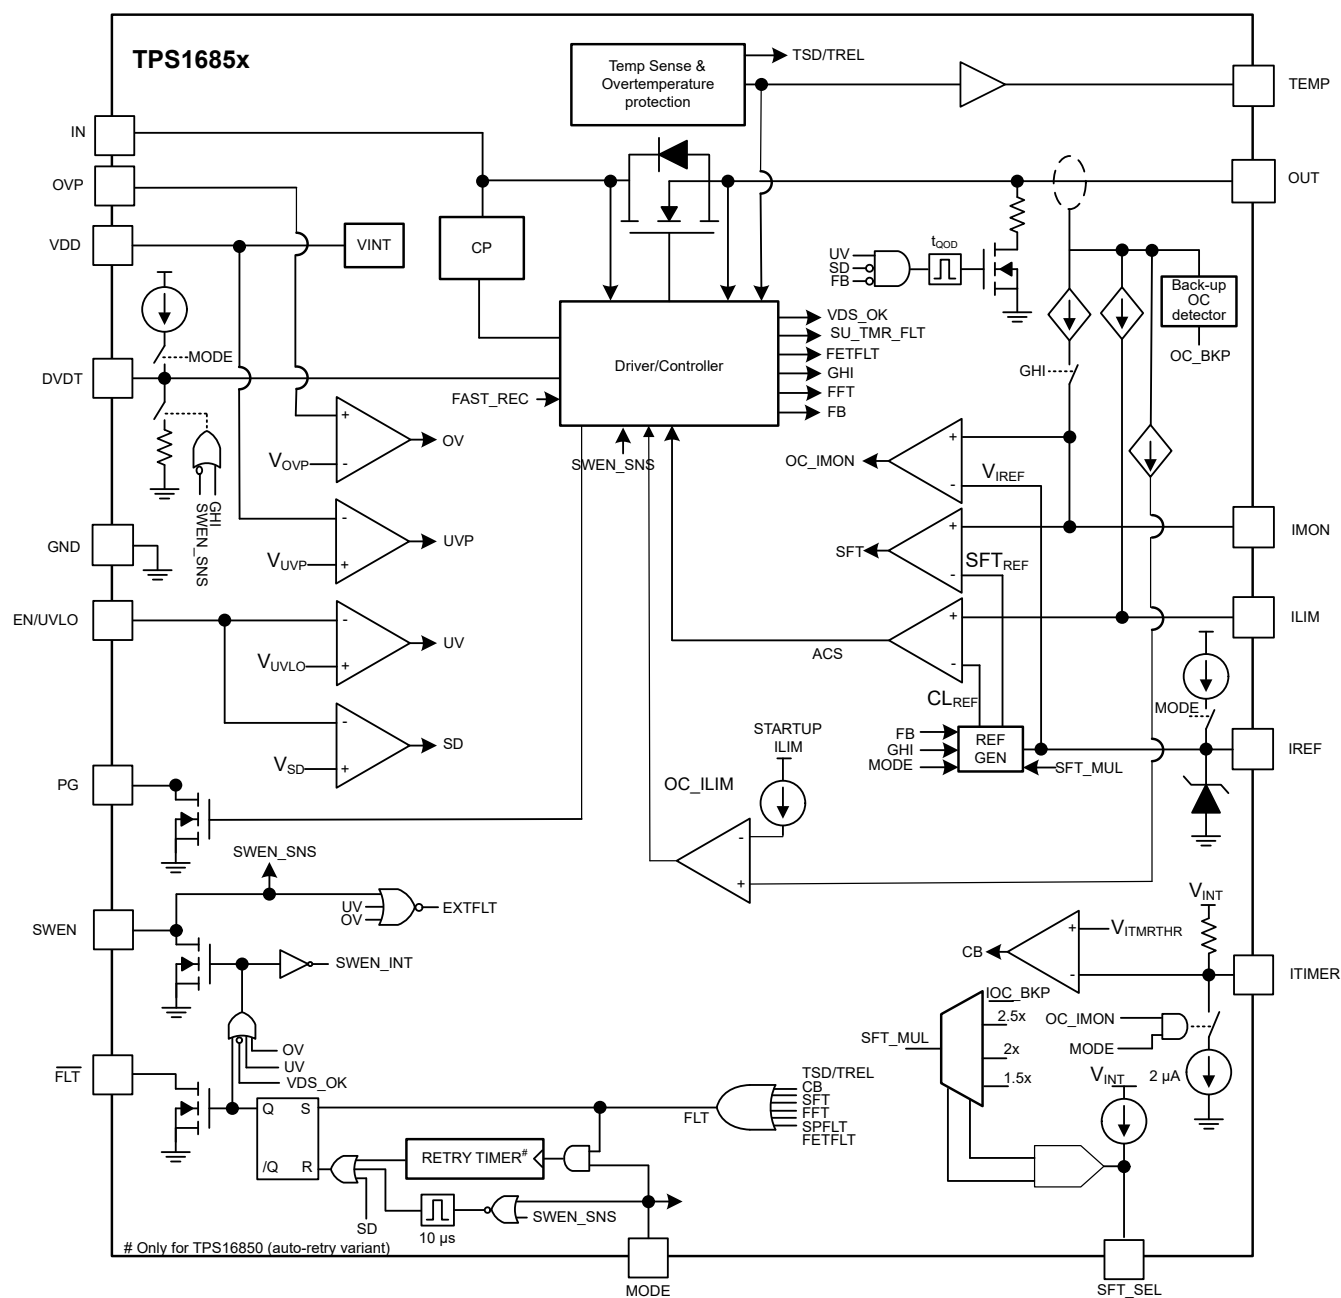 TPS1685x
Temp Sense &
Overtemperature
protection
TSD/TREL
TEMP
IN
OVP
OUT
VDD
VINT
CP
UV
SD
FB
tQOD
Back-up
OC
detector
OC_BKP
MODE
DVDT
Driver/Controller
VDS_OK
SU_TMR_FLT
FETFLT
GHI
FFT
FB
GHI
FAST_REC
SWEN_SNS
+
VOVP
-
OV
GHI
SWEN_SNS
OC_IMON
+
VIREF
-
GND
-
VUVP
+
UVP
SFT
+
SFTREF
-
IMON
EN/UVLO
-
VUVLO
+
UV
ACS
+
-
CLREF
ILIM
MODE
-
VSD
+
SD
STARTUP
ILIM
FB
GHI
MODE
REF
GEN
SFT_MUL
IREF
PG
OC_ILIM
-
+
SWEN_SNS
UV
OV
EXTFLT
SWEN
SWEN_INT
VINT
+
VITMRTHR
CB
-
ITIMER
IOC_BKP
2.5x
2x
1.5x
SFT_MUL
OC_IMON
MODE
2 µA
VINT
OV
UV
VDS_OK
FLT
Q
S
/Q
R
FLT
TSD/TREL
CB
SFT
FFT
SPFLT
FETFLT
RETRY TIMER#
SD
10 µs
SWEN_SNS
# Only for TPS16850 (auto-retry variant)
MODE
SFT_SEL